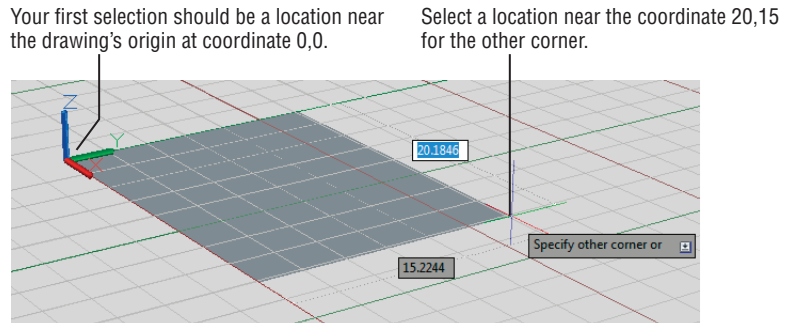 Your first selection should be a location near
the drawing's origin at coordinate 0,0.
Select a location near the coordinate 20,15
for the other corner.
Z
Y
X
20.1846
Specify other corner or
15.2244